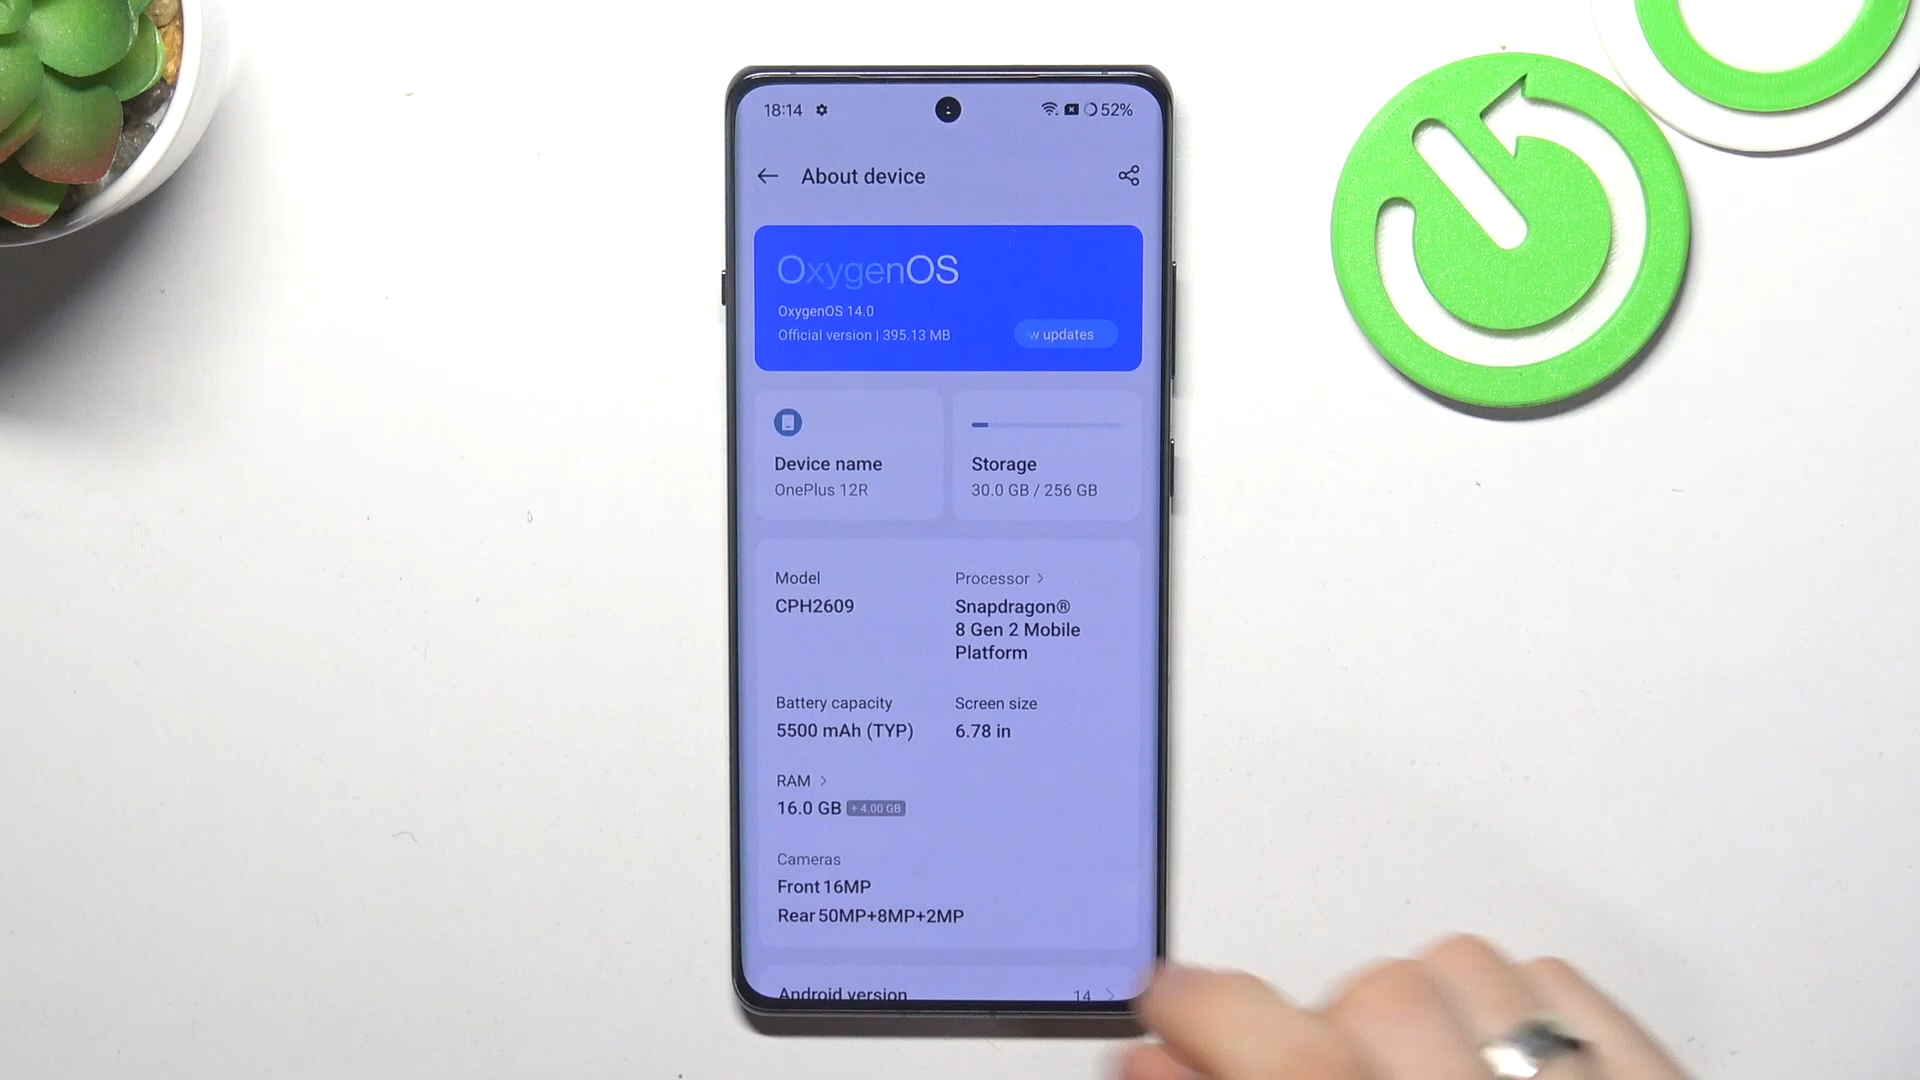 18:14 52%
About device
OxygenOS
OxygenOS 14.0
Official version | 395.13 MB
w updates
Device name
OnePlus 12R
Storage
30.0 GB / 256 GB
Model
CPH2609
Processor >
Snapdragon®
8 Gen 2 Mobile
Platform
Battery capacity
5500 mAh (TYP)
Screen size
6.78 in
RAM >
16.0 GB + 4.00 GB
Cameras
Front 16MP
Rear 50MP+8MP+2MP
Android version 14 >